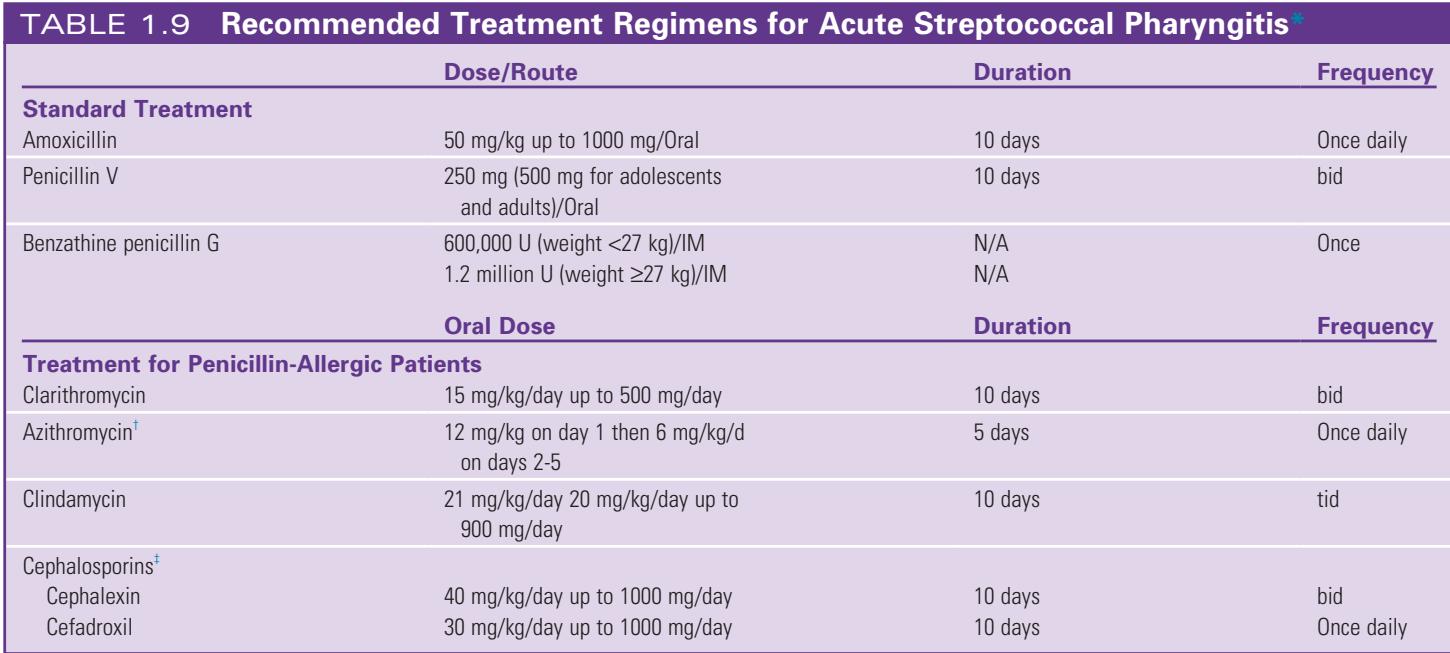 TABLE 1.9 Recommended Treatment Regimens for Acute Streptococcal Pharyngitis*
Dose/Route Duration Frequency
Standard Treatment
Amoxicillin 50 mg/kg up to 1000 mg/Oral 10 days Once daily
Penicillin V 250 mg (500 mg for adolescents 10 days bid
and adults)/Oral
Benzathine penicillin G 600,000 U (weight <27 kg)/IM N/A Once
1.2 million U (weight ≥27 kg)/IM N/A
Oral Dose Duration Frequency
Treatment for Penicillin-Allergic Patients
Clarithromycin 15 mg/kg/day up to 500 mg/day 10 days bid
Azithromycin† 12 mg/kg on day 1 then 6 mg/kg/d 5 days Once daily
on days 2-5
Clindamycin 21 mg/kg/day 20 mg/kg/day up to 10 days tid
900 mg/day
Cephalosporins‡
Cephalexin 40 mg/kg/day up to 1000 mg/day 10 days bid
Cefadroxil 30 mg/kg/day up to 1000 mg/day 10 days Once daily